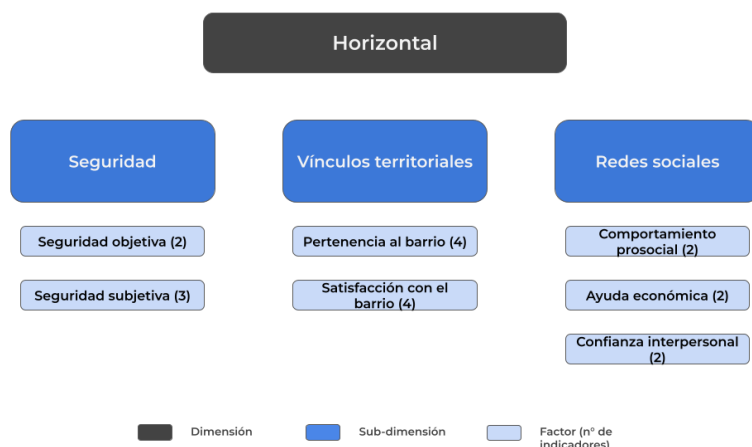 Horizontal
Seguridad
Vínculos territoriales
Redes sociales
Seguridad objetiva (2)
Pertenencia al barrio (4)
Comportamiento
prosocial (2)
Seguridad subjetiva (3)
Satisfacción con el
barrio (4)
Ayuda económica (2)
Confianza interpersonal
(2)
Dimensión
Sub-dimensión
Factor (n° de
indicadores)